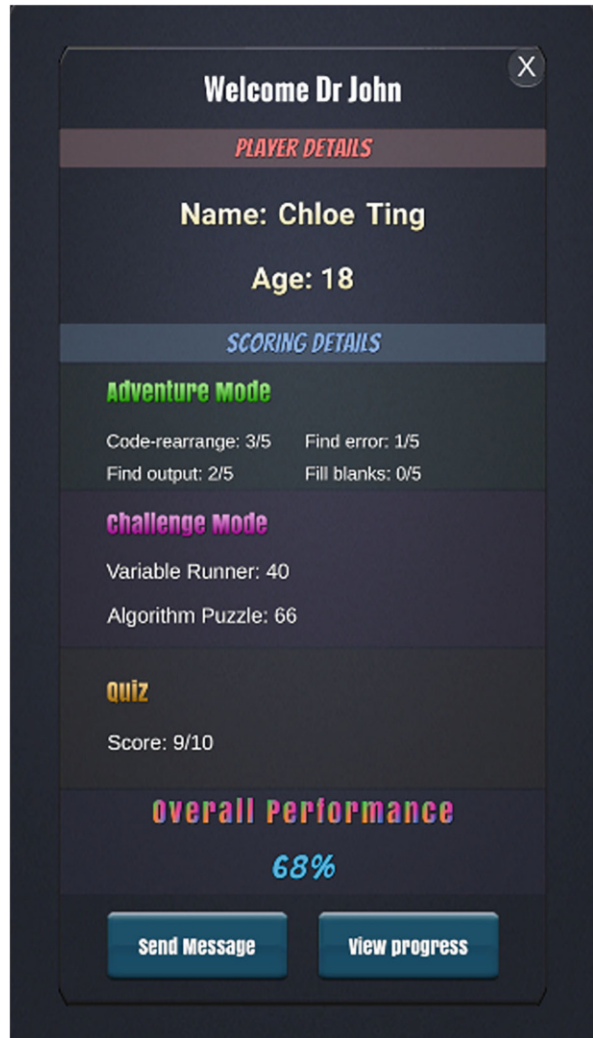 X
Welcome Dr John
PLAYER DETAILS
Name: Chloe Ting
Age: 18
SCORING DETAILS
Adventure Mode
Code-rearrange: 3/5 Find error: 1/5
Find output: 2/5 Fill blanks: 0/5
Challenge Mode
Variable Runner: 40
Algorithm Puzzle: 66
Quiz
Score: 9/10
Overall Performance
68%
Send Message View progress